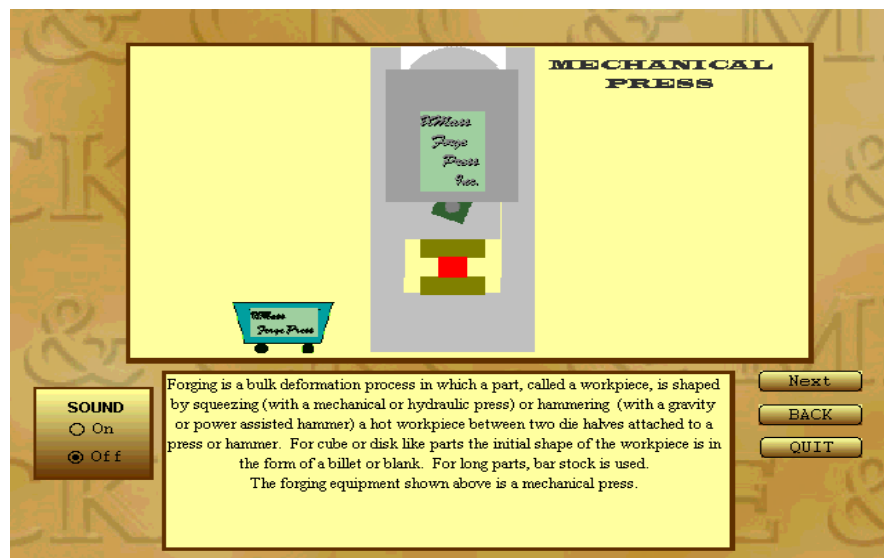 MECHANICAL
PRESS
UMass
Forge
Press
Inc.
UMass
Forge Press
Forging is a bulk deformation process in which a part, called a workpiece, is shaped
by squeezing (with a mechanical or hydraulic press) or hammering (with a gravity
or power assisted hammer) a hot workpiece between two die halves attached to a
press or hammer. For cube or disk like parts the initial shape of the workpiece is in
the form of a billet or blank. For long parts, bar stock is used.
The forging equipment shown above is a mechanical press.
SOUND
On
Off
Next
BACK
QUIT